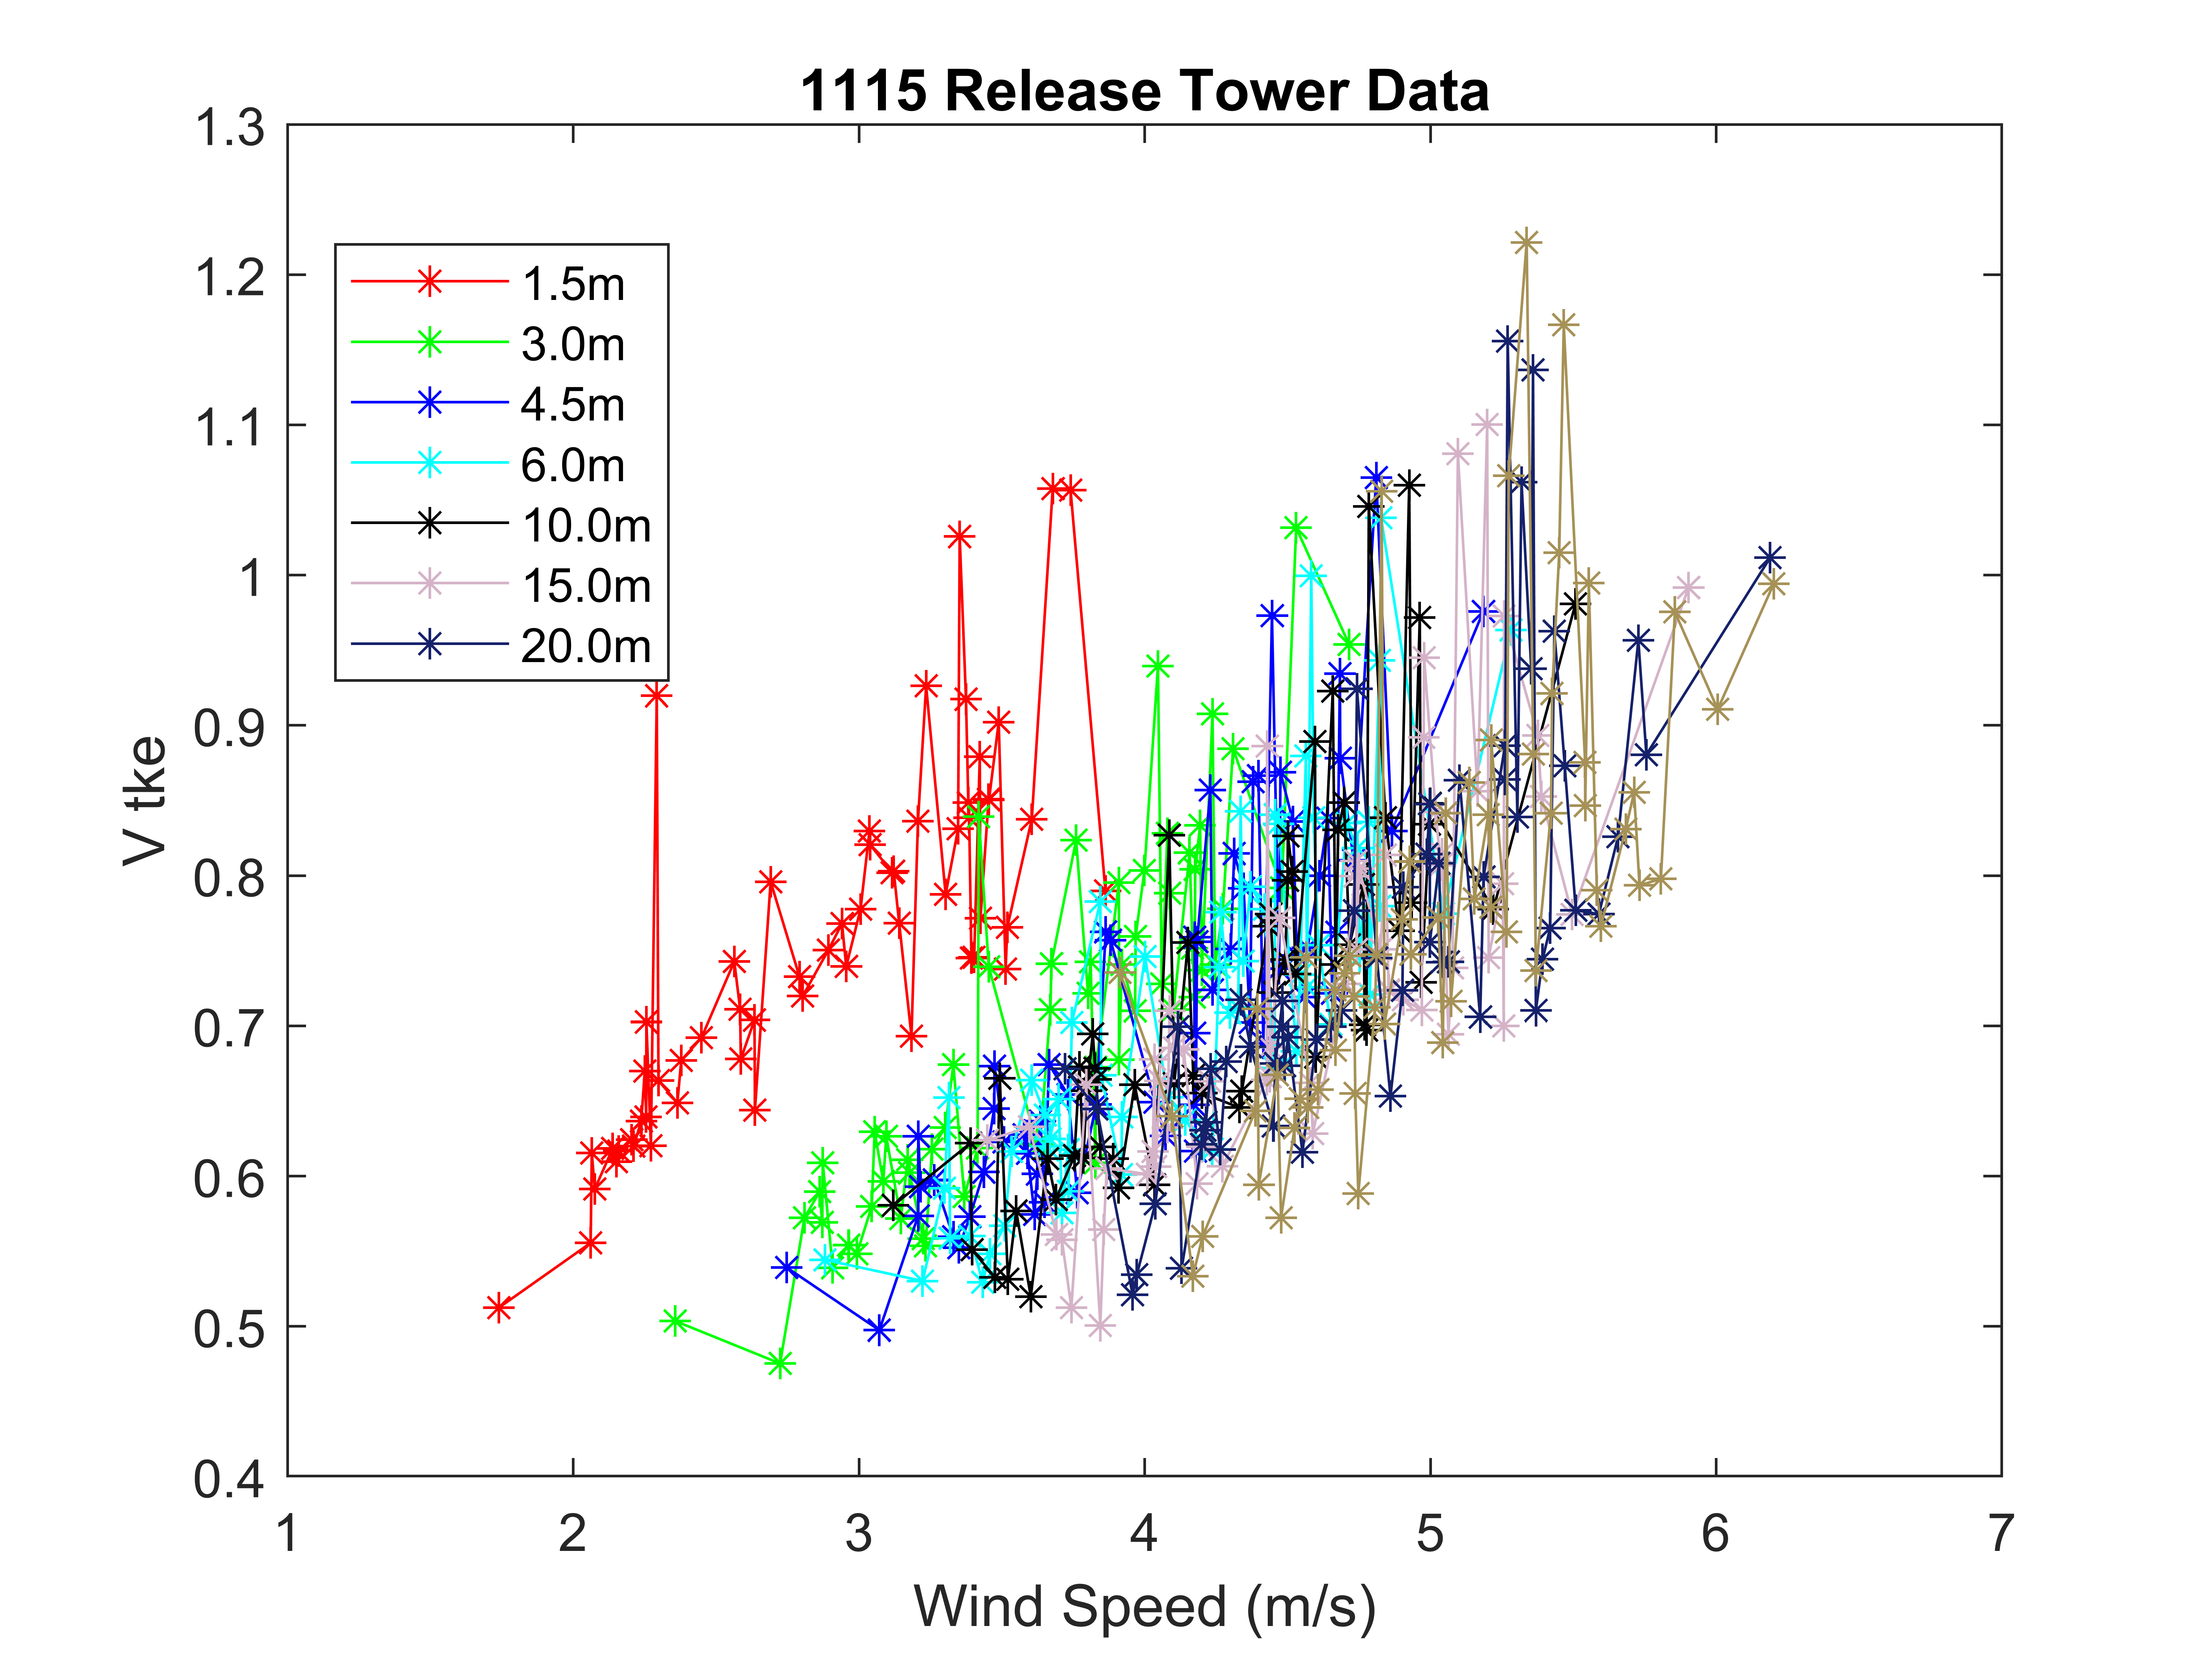 1115 Release Tower Data
1.3
1.2
1.1
1
0.9
0.8
0.7
0.6
0.5
0.4
V tke
1.5m
3.0m
4.5m
6.0m
10.0m
15.0m
20.0m
1 2 3 4 5 6 7
Wind Speed (m/s)